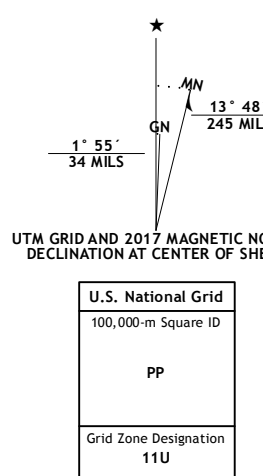 ★
MN
GN
13° 48
245 MIL
1° 55´
34 MILS
UTM GRID AND 2017 MAGNETIC NO
DECLINATION AT CENTER OF SHE
U.S. National Grid
100,000-m Square ID
PP
Grid Zone Designation
11U